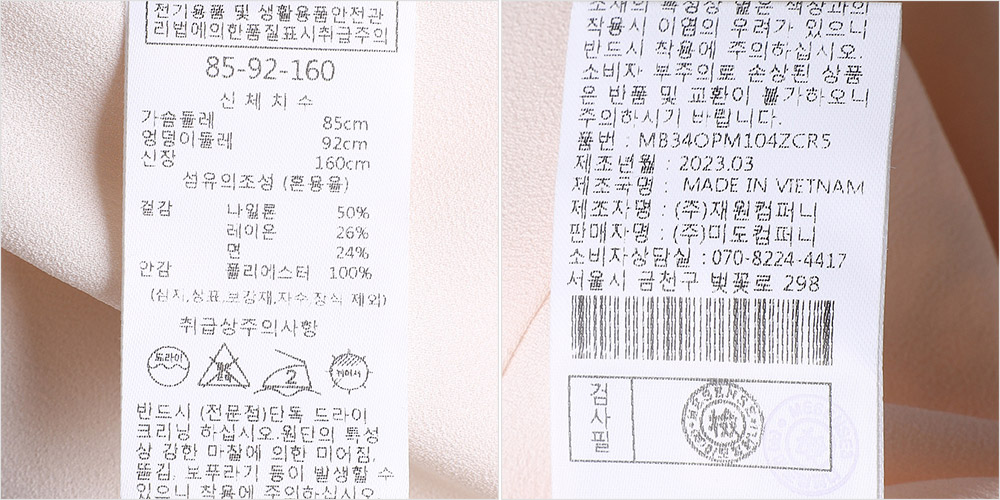 전기용품 및 생활용품안전관
리법에의한품질표시취급주의
85-92-160
신 체 치 수
가슴둘레 85cm
엉덩이둘레 92cm
신장 160cm
섬유의조성 (혼용율)
겉감 나일론 50%
레이온 26%
면 24%
안감 폴리에스터 100%
(심지,상표,보강재,자수,장식 제외)
취급상주의사항
드라이
2
반드시 (전문점)단독 드라이
크리닝 하십시오.원단의 특성
상 강한 마찰에 의한 미어짐,
뜯김, 보푸라기 등이 발생할 수
있으니 착용에 주의하십시오
소재의 특성상 옅은 색상과의
착용시 이염의 우려가 있으니
반드시 착용에 주의하십시오.
소비자 부주의로 손상된 상품
은 반품 및 교환이 불가하오니
주의하시기 바랍니다.
품번 : MB34OPM104ZCR5
제조년월 : 2023.03
제조국명 : MADE IN VIETNAM
제조자명 : (주)재원컴퍼니
판매자명 : (주)미도컴퍼니
소비자상담실 : 070-8224-4417
서울시 금천구 벚꽃로 298
검사필
檢